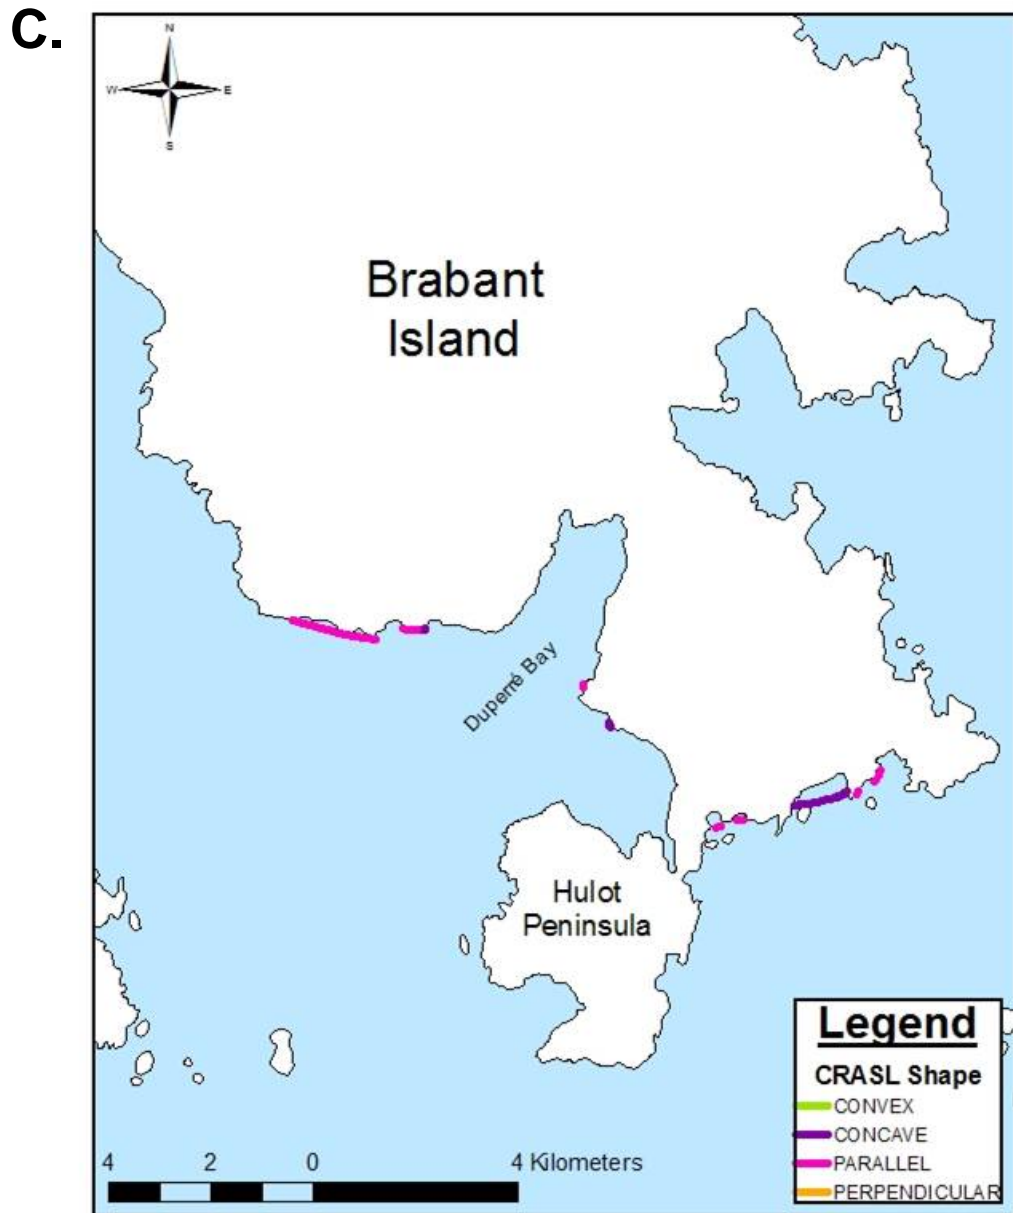 C.
N
W E
S
Brabant
Island
Duperré Bay
Hulot
Peninsula
Legend
CRASL Shape
CONVEX
CONCAVE
PARALLEL
PERPENDICULAR
4 2 0 4 Kilometers